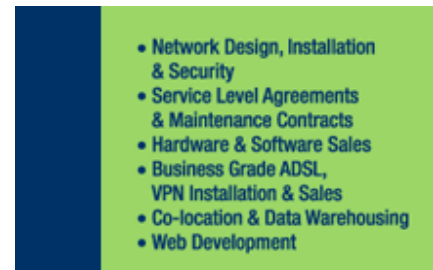 • Network Design, Installation
& Security
• Service Level Agreements
& Maintenance Contracts
• Hardware & Software Sales
• Business Grade ADSL,
VPN Installation & Sales
• Co-location & Data Warehousing
• Web Development